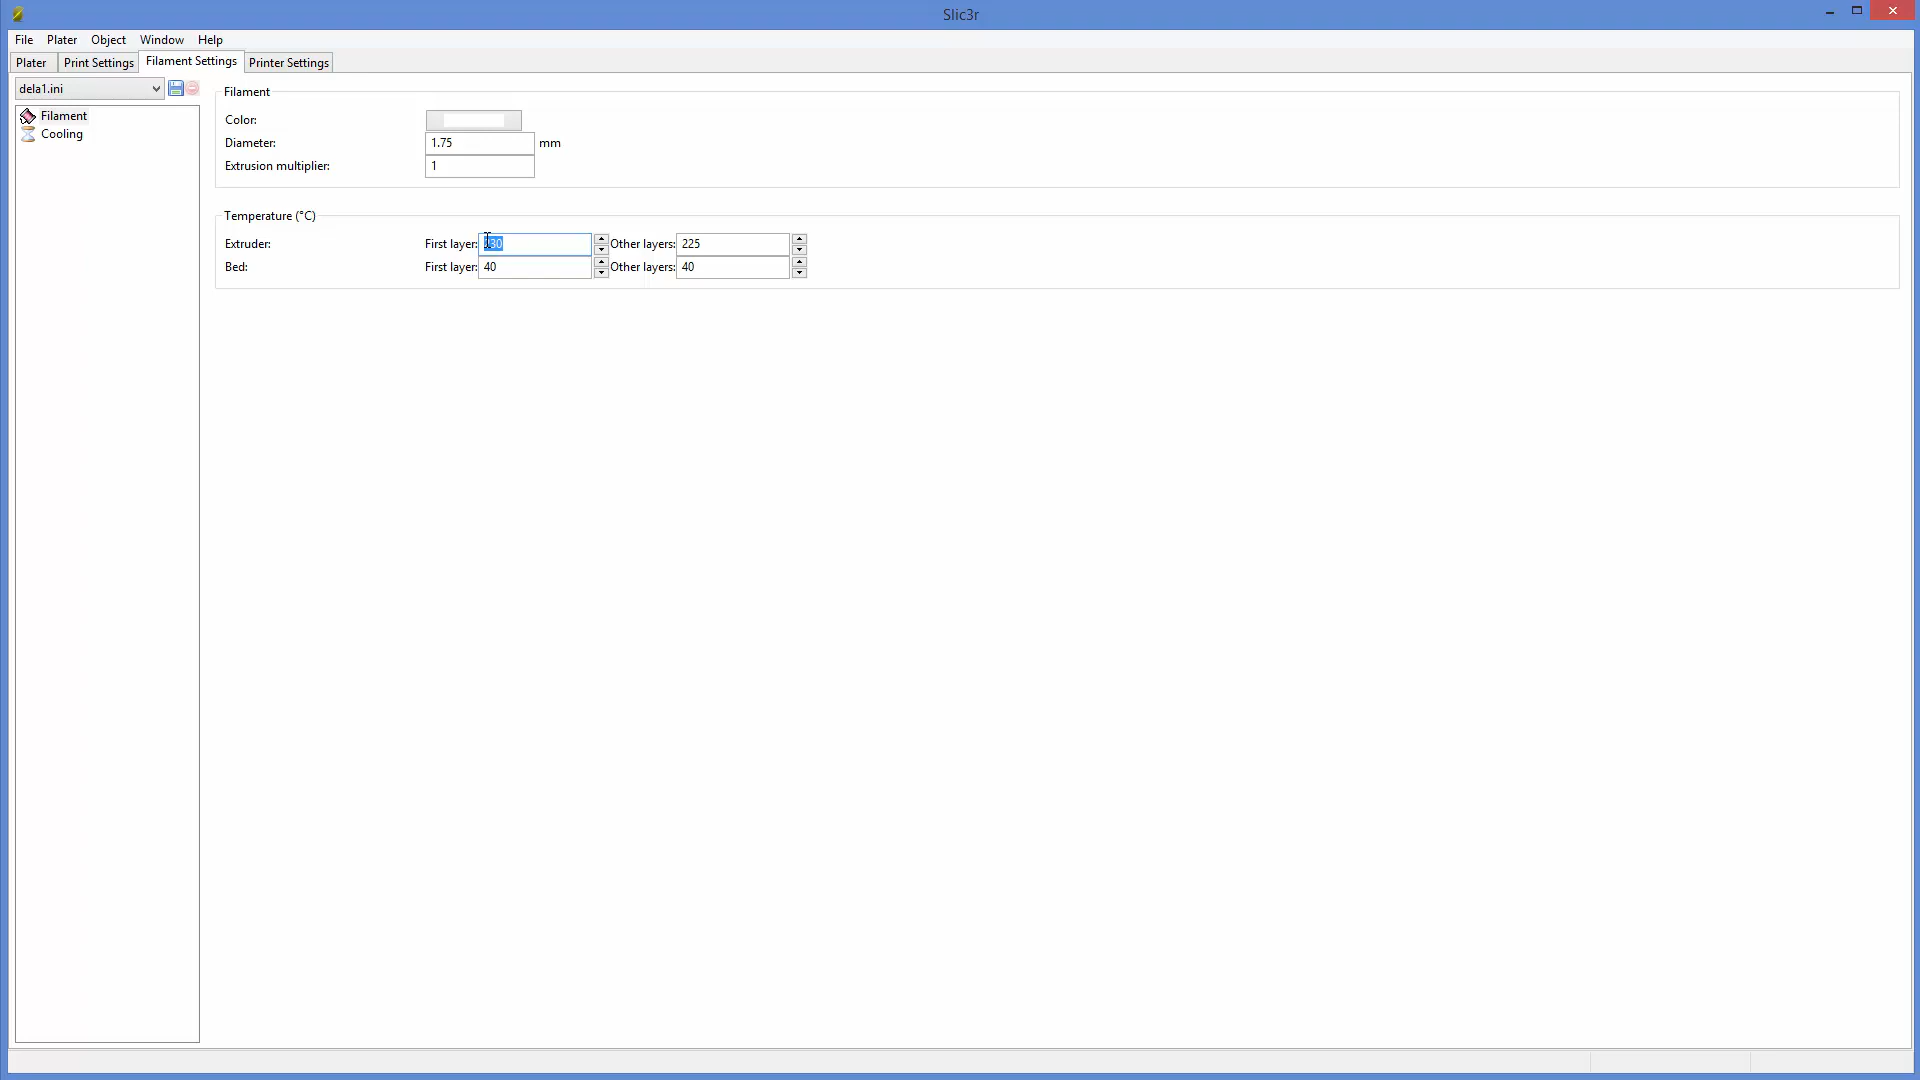 Slic3r
File Plater Object Window Help
Plater Print Settings Filament Settings Printer Settings
dela1.ini
Filament
Cooling
Filament
Color:
Diameter: 1.75 mm
Extrusion multiplier: 1
Temperature (°C)
Extruder: First layer: Other layers: 225
Bed: First layer: 40 Other layers: 40